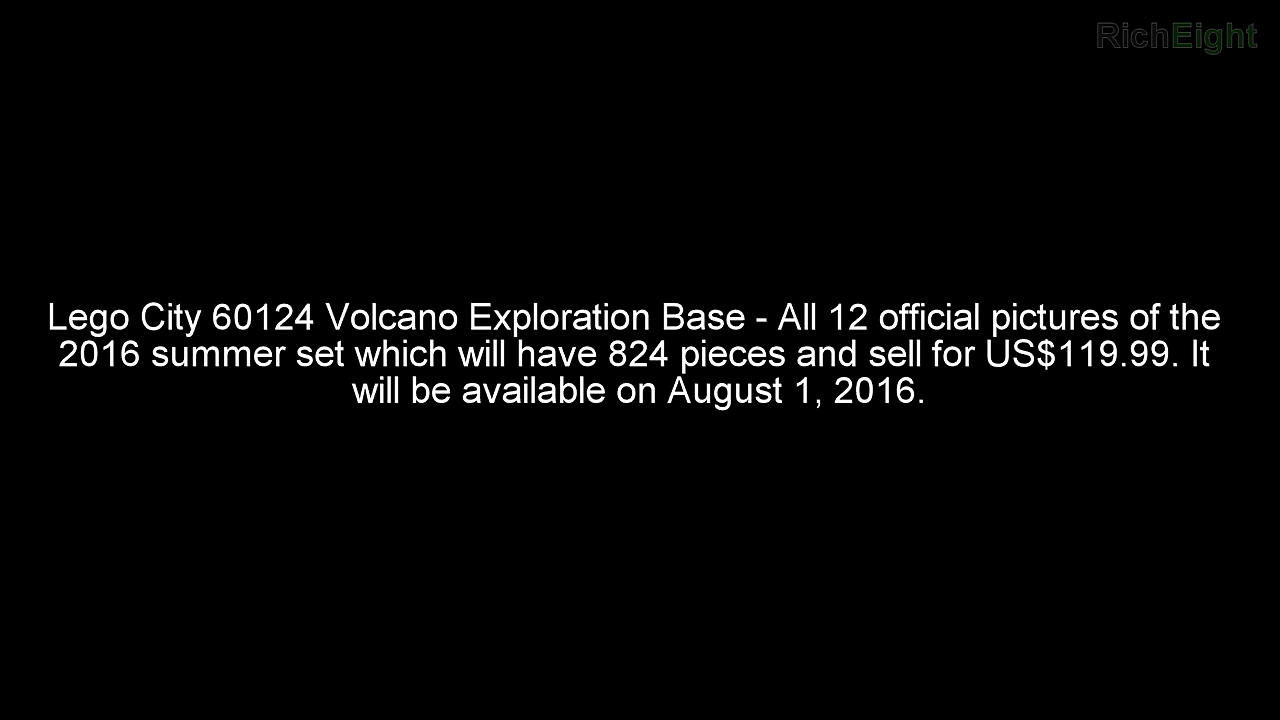 RichEight
Lego City 60124 Volcano Exploration Base - All 12 official pictures of the
2016 summer set which will have 824 pieces and sell for US$119.99. It
will be available on August 1, 2016.